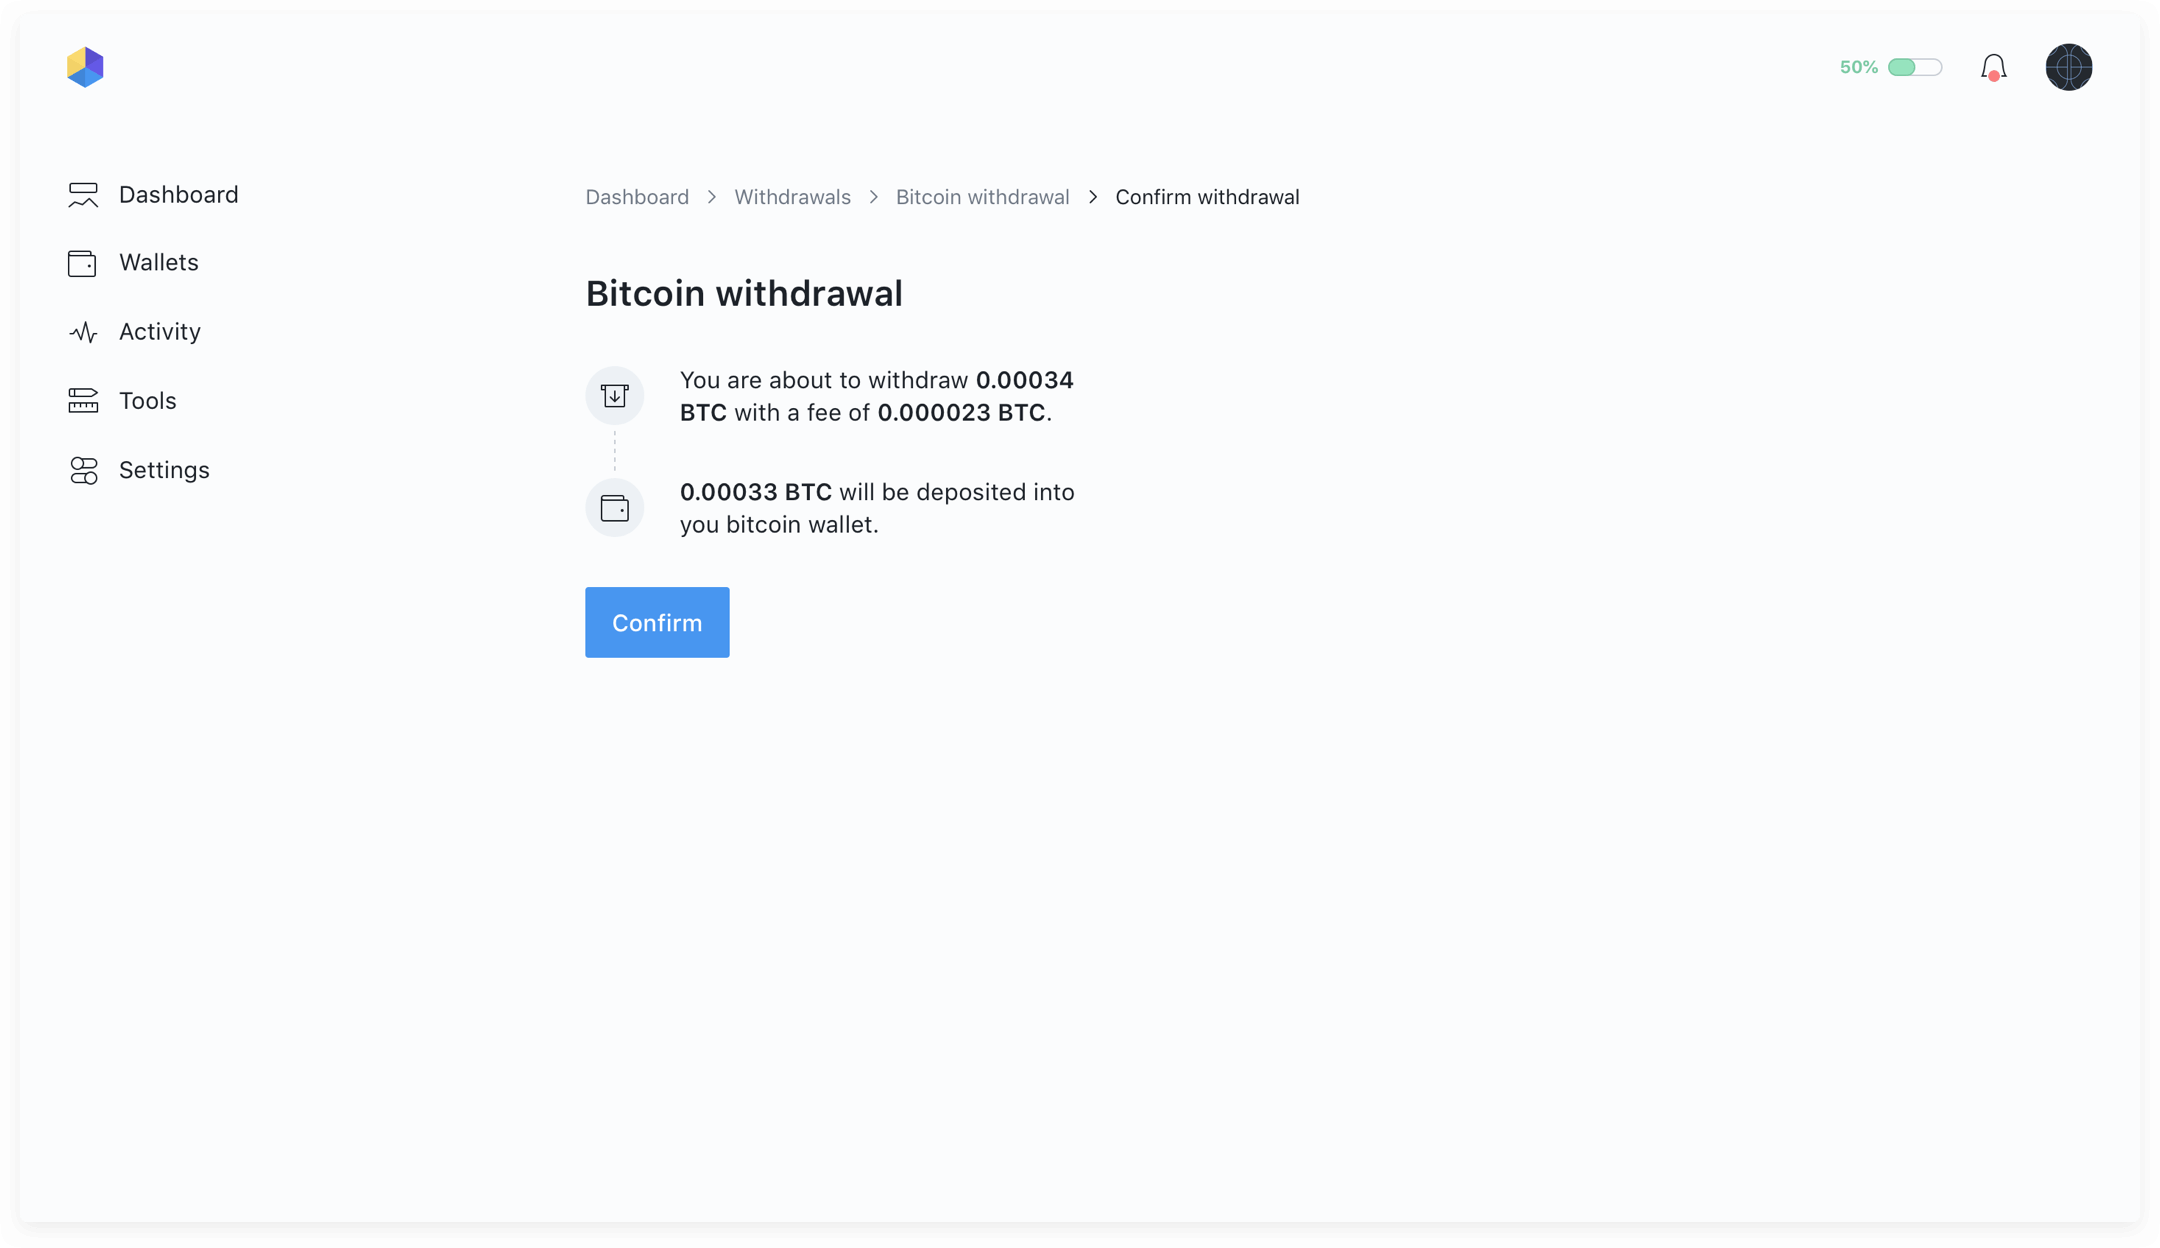 50%
Dashboard
Wallets
Activity
Tools
Settings
Dashboard > Withdrawals > Bitcoin withdrawal > Confirm withdrawal
Bitcoin withdrawal
You are about to withdraw 0.00034
BTC with a fee of 0.000023 BTC.
0.00033 BTC will be deposited into
you bitcoin wallet.
Confirm